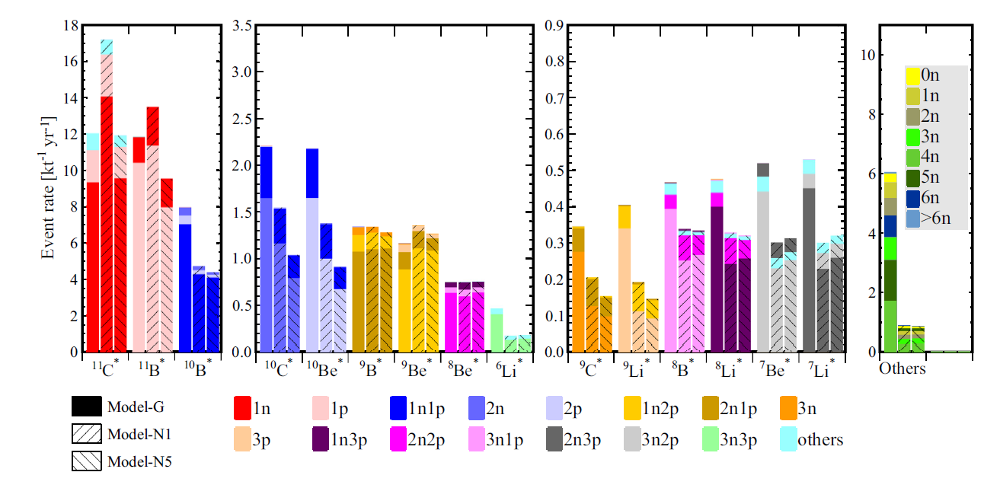 Event rate [kt⁻¹ yr⁻¹]
18
16
14
12
10
8
6
4
2
0
3.5
3.0
2.5
2.0
1.5
1.0
0.5
0.0
0.9
0.8
0.7
0.6
0.5
0.4
0.3
0.2
0.1
0.0
10
8
6
4
2
0
0n
1n
2n
3n
4n
5n
6n
>6n
¹¹C* ¹¹B* ¹⁰B* ¹⁰C* ¹⁰Be* ⁹B* ⁹Be* ⁸Be* ⁶Li* ⁹C* ⁹Li* ⁸B* ⁸Li* ⁷Be* ⁷Li* Others
Model-G 1n 1p 1n1p 2n 2p 1n2p 2n1p 3n
Model-N1 3p 1n3p 2n2p 3n1p 2n3p 3n2p 3n3p others
Model-N5